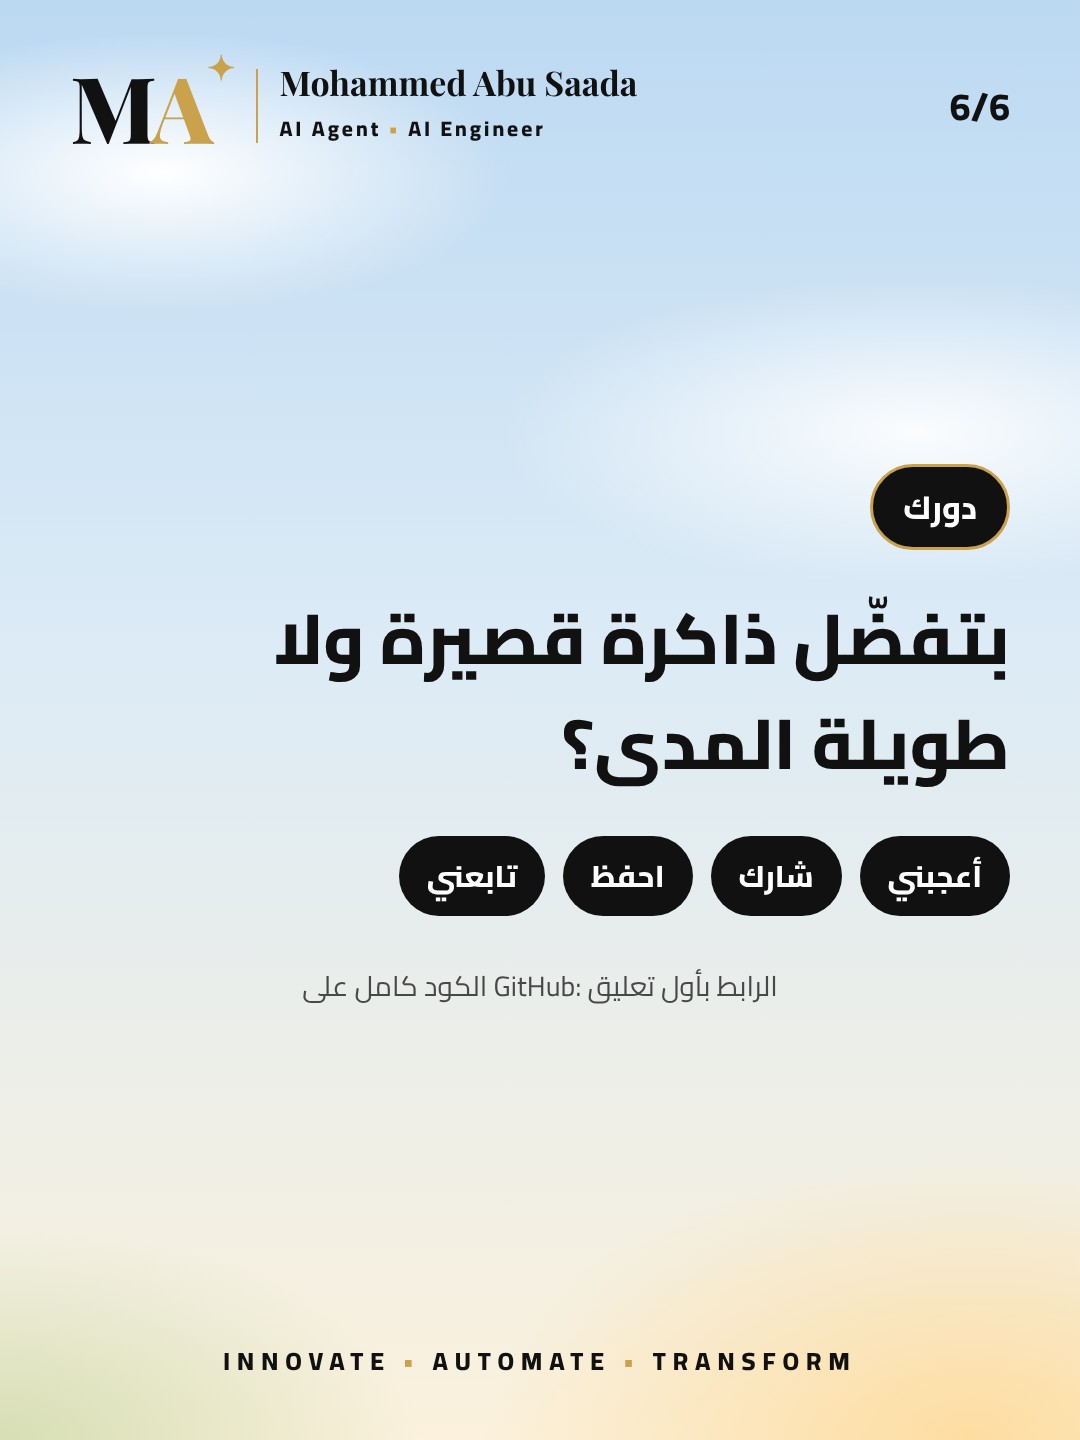 MA
Mohammed Abu Saada
AI Agent ▪ AI Engineer
6/6
دورك
بتفضّل ذاكرة قصيرة ولا
طويلة المدى؟
أعجبني
شارك
احفظ
تابعني
الرابط بأول تعليق :GitHub الكود كامل على
INNOVATE ▪ AUTOMATE ▪ TRANSFORM